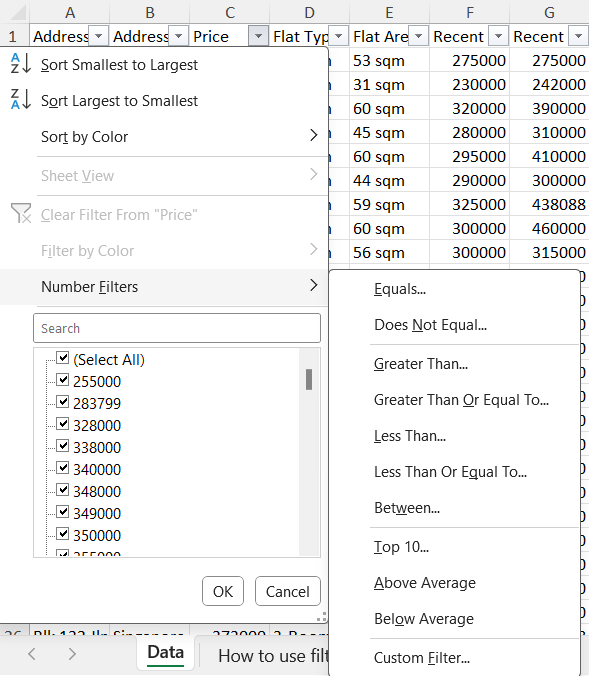 A B C D E F G
1 Address Address Price Flat Typ Flat Are Recent Recent
Sort Smallest to Largest
Sort Largest to Smallest
Sort by Color
Sheet View
Clear Filter From "Price"
Filter by Color
Number Filters
Search
(Select All)
255000
283799
328000
338000
340000
348000
349000
350000
355000
OK Cancel
53 sqm 275000 275000
31 sqm 230000 242000
60 sqm 320000 390000
45 sqm 280000 310000
60 sqm 295000 410000
44 sqm 290000 300000
59 sqm 325000 438088
60 sqm 300000 460000
56 sqm 300000 315000
Equals...
Does Not Equal...
Greater Than...
Greater Than Or Equal To...
Less Than...
Less Than Or Equal To...
Between...
Top 10...
Above Average
Below Average
Custom Filter...
Data How to use filt